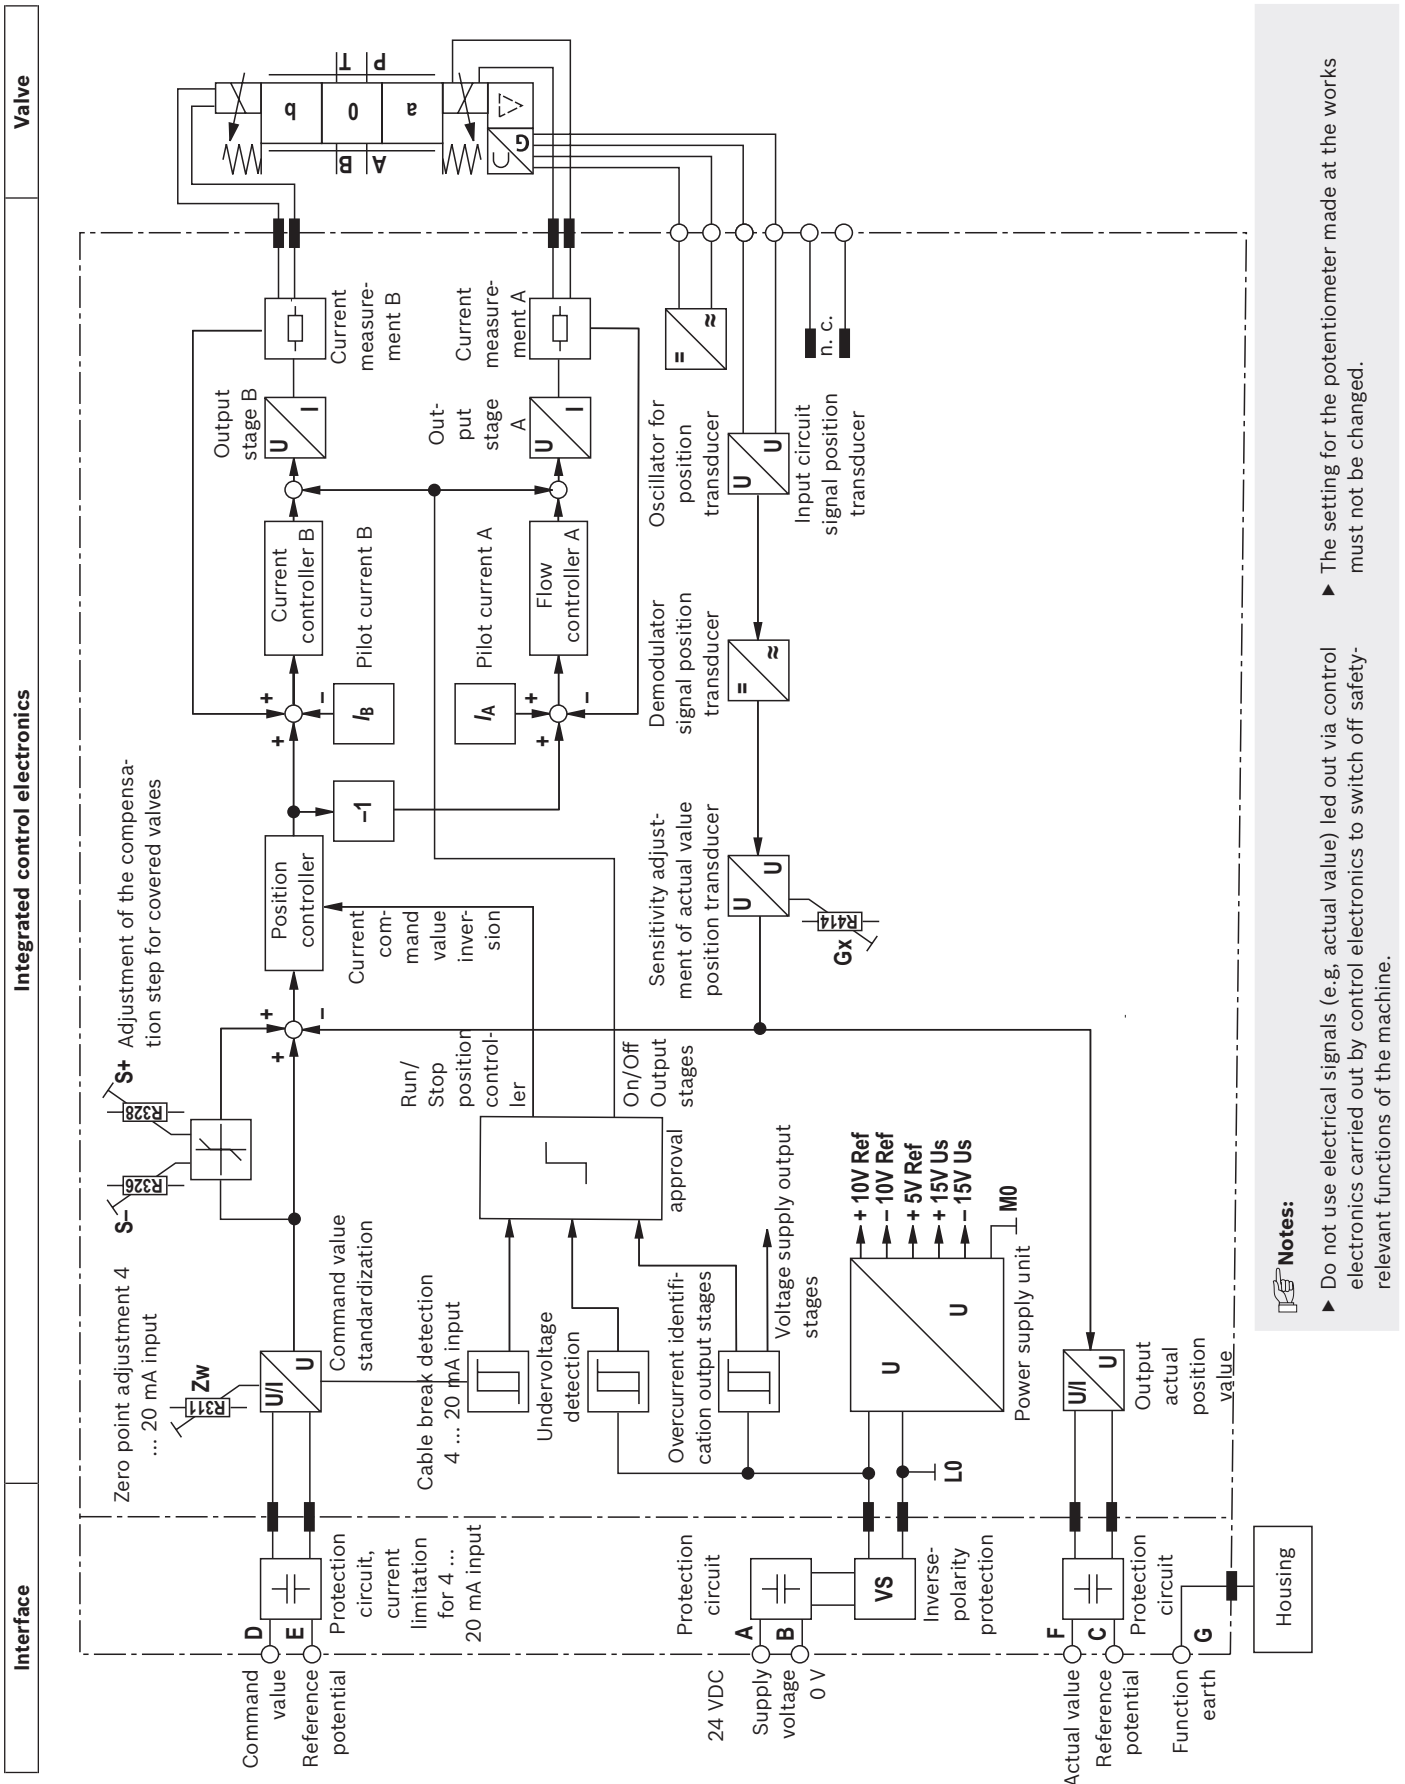 Interface
Integrated control electronics
Valve
Command
value
D
Reference
potential
E
Protection
circuit,
current
limitation
for 4 ...
20 mA input
Zero point adjustment 4
... 20 mA input
R311
Zw
U/I
U
Command value
standardization
S–
R326
R328
S+
Adjustment of the compensa-
tion step for covered valves
+
+
–
Position
controller
Current
com-
mand
value
inver-
sion
–1
+
+
–
IB
Current
controller B
Pilot current B
Output
stage B
U
I
Current
measure-
ment B
IA
+
+
–
Pilot current A
Flow
controller A
Out-
put
stage
A
U
I
Current
measure-
ment A
b
0
a
T
P
B
A
G
Cable break detection
4 ... 20 mA input
Undervoltage
detection
Overcurrent identifi-
cation output stages
approval
Run/
Stop
position
control-
ler
On/Off
Output
stages
Voltage supply output
stages
24 VDC
Supply
voltage
0 V
A
B
Protection
circuit
VS
Inverse-
polarity
protection
L0
U
U
Power supply unit
+ 10V Ref
– 10V Ref
+ 5V Ref
+ 15V Us
– 15V Us
M0
Sensitivity adjust-
ment of actual value
position transducer
U
U
R414
Gx
Demodulator
signal position
transducer
=
≈
Oscillator for
position
transducer
=
≈
U
U
Input circuit
signal position
transducer
n. c.
Actual value
Reference
potential
F
C
Protection
circuit
U/I
U
Output
actual
position
value
Function
earth
G
Housing
Notes:
▶ Do not use electrical signals (e.g, actual value) led out via control
electronics carried out by control electronics to switch off safety-
relevant functions of the machine.
▶ The setting for the potentiometer made at the works
must not be changed.